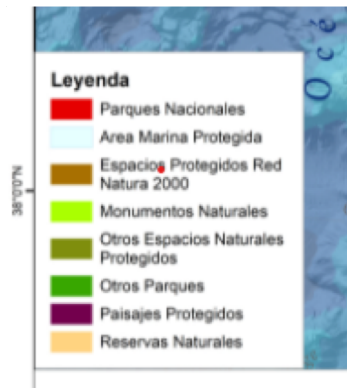 Océ
Leyenda
Parques Nacionales
Area Marina Protegida
Espacios Protegidos Red
Natura 2000
38°0'0"N
Monumentos Naturales
Otros Espacios Naturales
Protegidos
Otros Parques
Paisajes Protegidos
Reservas Naturales